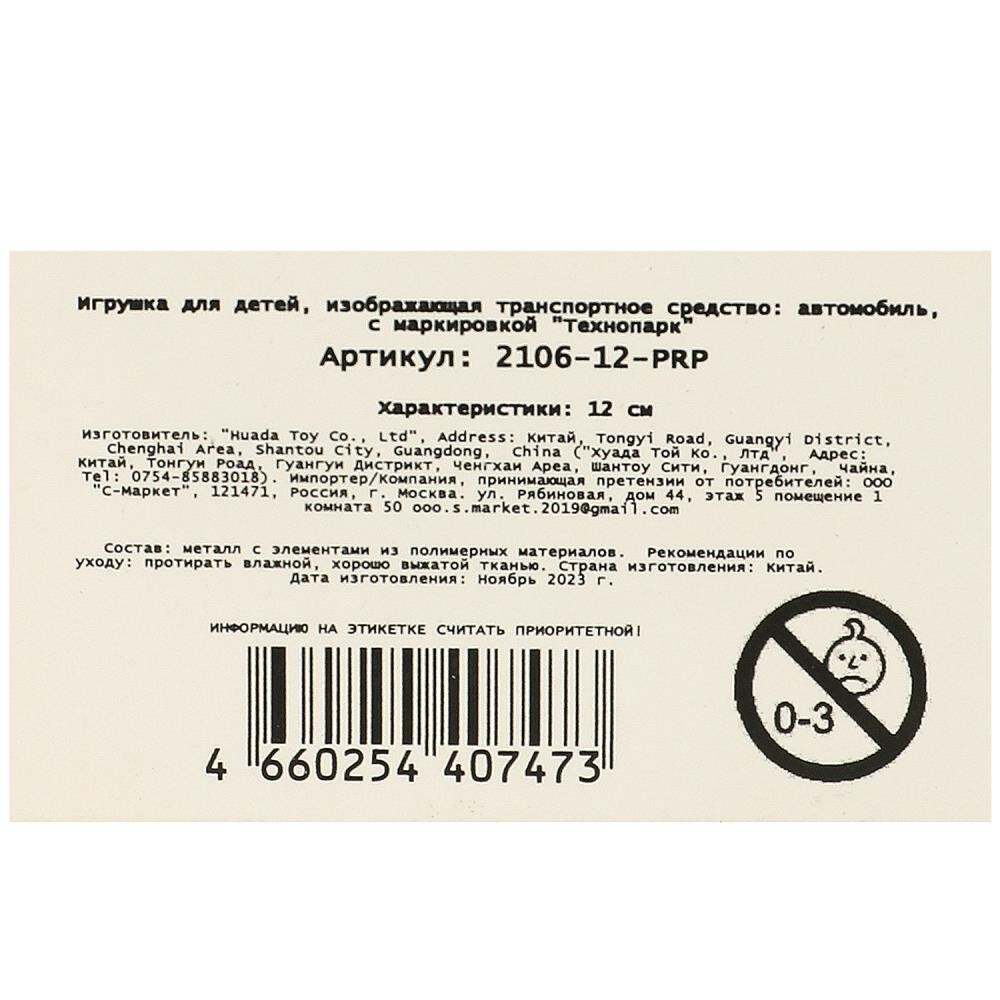 Игрушка для детей, изображающая транспортное средство: автомобиль,
с маркировкой "Технопарк"
Артикул: 2106-12-PRP
Характеристики: 12 см
Изготовитель: "Huada Toy Co., Ltd", Address: Китай, Tongyi Road, Guangyi District,
Chenghai Area, Shantou City, Guangdong, China ("Хуада Той Ко., Лтд", Адрес:
Китай, Тонгуи Роад, Гуангуи Дистрикт, Ченгхаи Ареа, Шантоу Сити, Гуангдонг, Чайна,
Tel: 0754-85883018). Импортер/Компания, принимающая претензии от потребителей: ООО
"С-Маркет", 121471, Россия, г. Москва. ул. Рябиновая, дом 44, этаж 5 помещение 1
комната 50 ooo.s.market.2019@gmail.com
Состав: металл с элементами из полимерных материалов. Рекомендации по
уходу: протирать влажной, хорошо выжатой тканью. Страна изготовления: Китай.
Дата изготовления: Ноябрь 2023 г.
ИНФОРМАЦИЮ НА ЭТИКЕТКЕ СЧИТАТЬ ПРИОРИТЕТНОЙ!
0-3
4 660254 407473